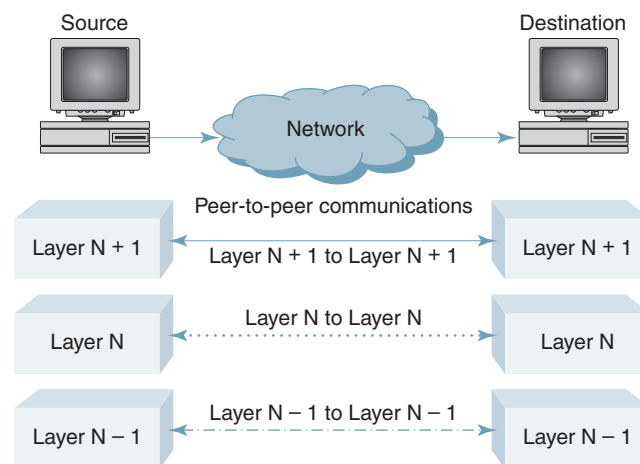 Source
Destination
Network
Peer-to-peer communications
Layer N + 1
Layer N + 1 to Layer N + 1
Layer N + 1
Layer N
Layer N to Layer N
Layer N
Layer N – 1
Layer N – 1 to Layer N – 1
Layer N – 1